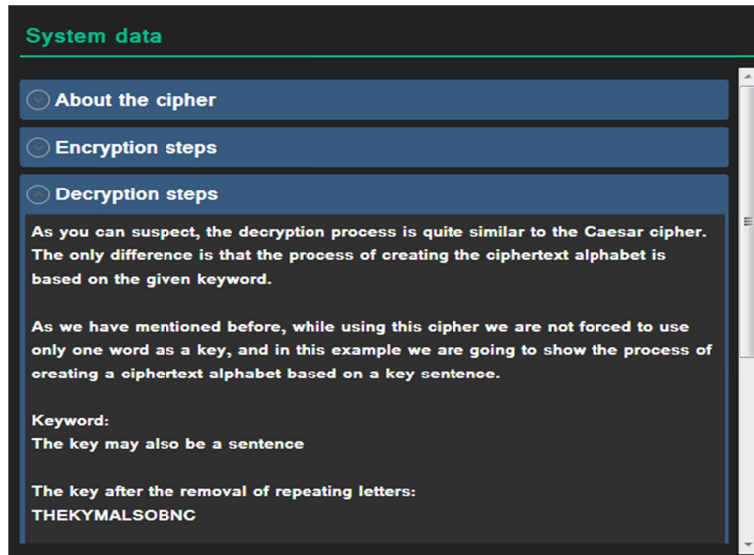 System data
About the cipher
Encryption steps
Decryption steps
As you can suspect, the decryption process is quite similar to the Caesar cipher.
The only difference is that the process of creating the ciphertext alphabet is
based on the given keyword.
As we have mentioned before, while using this cipher we are not forced to use
only one word as a key, and in this example we are going to show the process of
creating a ciphertext alphabet based on a key sentence.
Keyword:
The key may also be a sentence
The key after the removal of repeating letters:
THEKYMALSOBNC